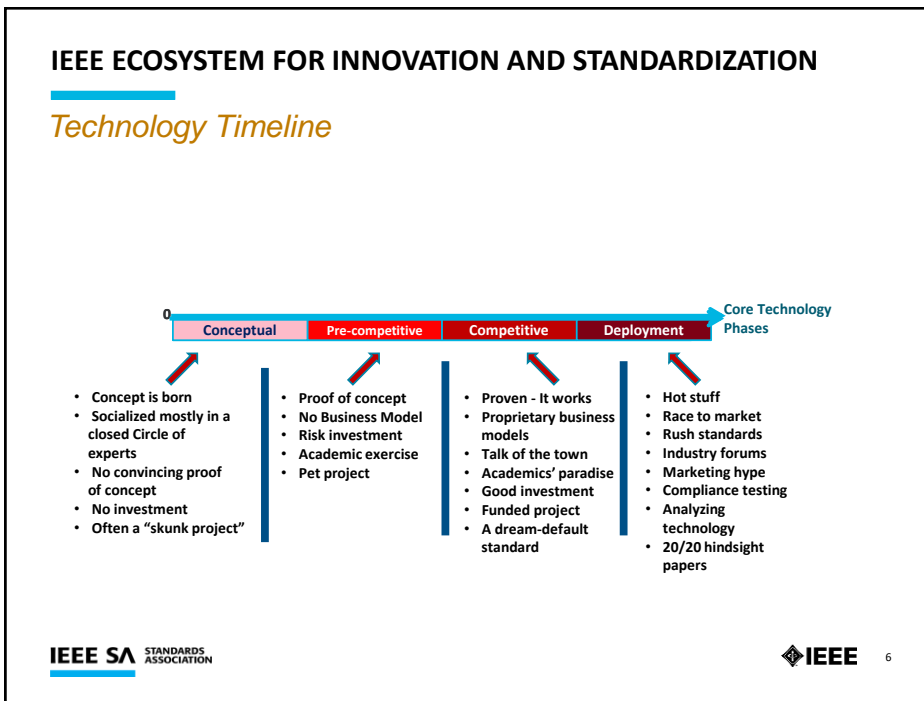 IEEE ECOSYSTEM FOR INNOVATION AND STANDARDIZATION
Technology Timeline
0
Core Technology
Phases
Conceptual
Pre-competitive
Competitive
Deployment
• Concept is born
• Socialized mostly in a
closed Circle of
experts
• No convincing proof
of concept
• No investment
• Often a “skunk project”
• Proof of concept
• No Business Model
• Risk investment
• Academic exercise
• Pet project
• Proven - It works
• Proprietary business
models
• Talk of the town
• Academics’ paradise
• Good investment
• Funded project
• A dream-default
standard
• Hot stuff
• Race to market
• Rush standards
• Industry forums
• Marketing hype
• Compliance testing
• Analyzing
technology
• 20/20 hindsight
papers
IEEE SA STANDARDS
ASSOCIATION
IEEE
6